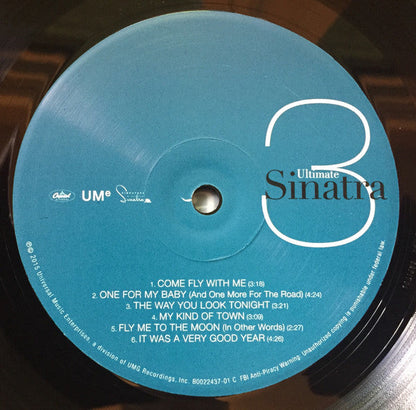 3
Ultimate
Sinatra
Capitol
UMe
Sinatra
1. COME FLY WITH ME (3:18)
2. ONE FOR MY BABY (And One More For The Road) (4:24)
3. THE WAY YOU LOOK TONIGHT (3:21)
4. MY KIND OF TOWN (3:09)
5. FLY ME TO THE MOON (In Other Words) (2:27)
6. IT WAS A VERY GOOD YEAR (4:26)
℗© 2015 Universal Music Enterprises, a division of UMG Recordings, Inc. B0022437-01 C FBI Anti-Piracy Warning: Unauthorized copying is punishable under federal law.